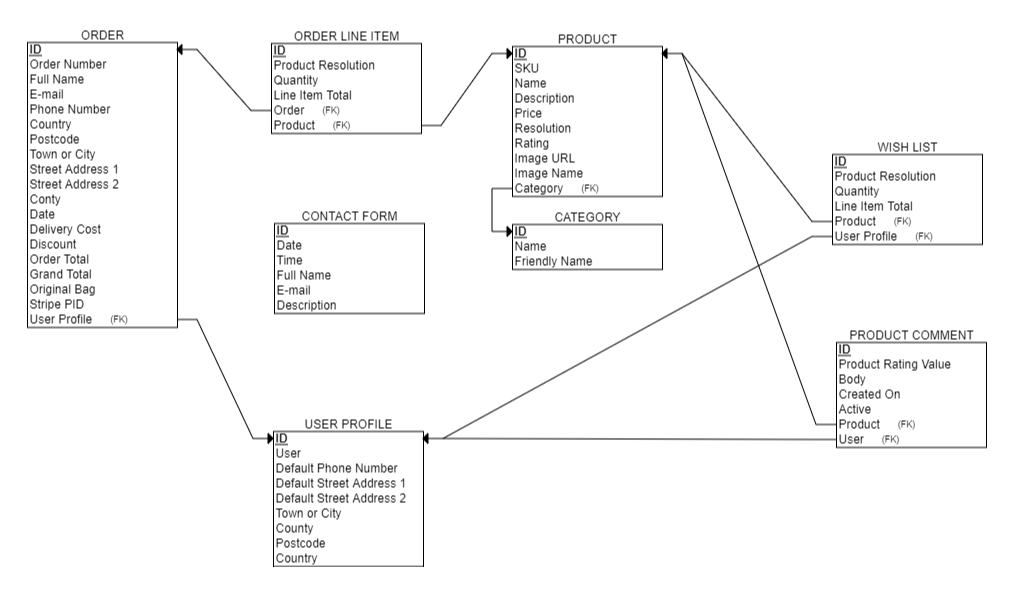 ORDER
ID
Order Number
Full Name
E-mail
Phone Number
Country
Postcode
Town or City
Street Address 1
Street Address 2
Conty
Date
Delivery Cost
Discount
Order Total
Grand Total
Original Bag
Stripe PID
User Profile (FK)
ORDER LINE ITEM
ID
Product Resolution
Quantity
Line Item Total
Order (FK)
Product (FK)
PRODUCT
ID
SKU
Name
Description
Price
Resolution
Rating
Image URL
Image Name
Category (FK)
WISH LIST
ID
Product Resolution
Quantity
Line Item Total
Product (FK)
User Profile (FK)
CONTACT FORM
ID
Date
Time
Full Name
E-mail
Description
CATEGORY
ID
Name
Friendly Name
PRODUCT COMMENT
ID
Product Rating Value
Body
Created On
Active
Product (FK)
User (FK)
USER PROFILE
ID
User
Default Phone Number
Default Street Address 1
Default Street Address 2
Town or City
County
Postcode
Country